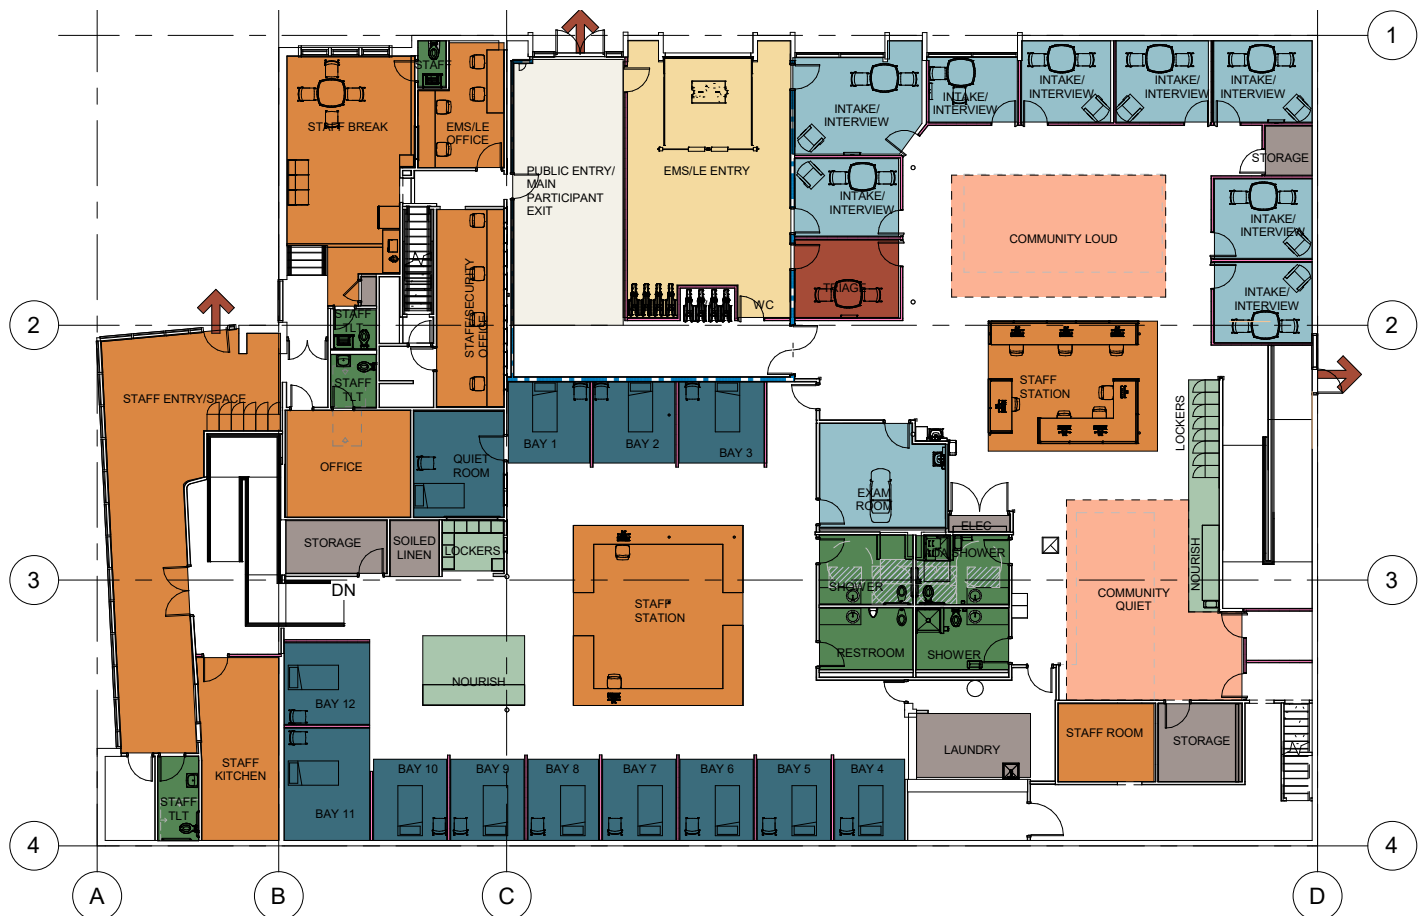 1
STAFF
STAFF BREAK
EMS/LE
OFFICE
PUBLIC ENTRY/
MAIN
PARTICIPANT
EXIT
EMS/LE ENTRY
INTAKE/
INTERVIEW
INTAKE/
INTERVIEW
INTAKE/
INTERVIEW
INTAKE/
INTERVIEW
INTAKE/
INTERVIEW
STORAGE
INTAKE/
INTERVIEW
COMMUNITY LOUD
INTAKE/
INTERVIEW
TRIAGE
INTAKE/
INTERVIEW
WC
2
STAFF
TLT
STAFF/SECURITY
OFFICE
2
STAFF
TLT
STAFF ENTRY/SPACE
STAFF
STATION
LOCKERS
BAY 1
BAY 2
BAY 3
OFFICE
QUIET
ROOM
EXAM
ROOM
ELEC
STORAGE
SOILED
LINEN
LOCKERS
DA SHOWER
SHOWER
3
DN
STAFF
STATION
COMMUNITY
QUIET
NOURISH
3
RESTROOM
SHOWER
NOURISH
BAY 12
STAFF ROOM
STORAGE
LAUNDRY
STAFF
KITCHEN
BAY 10
BAY 9
BAY 8
BAY 7
BAY 6
BAY 5
BAY 4
STAFF
TLT
BAY 11
4
4
A
B
C
D